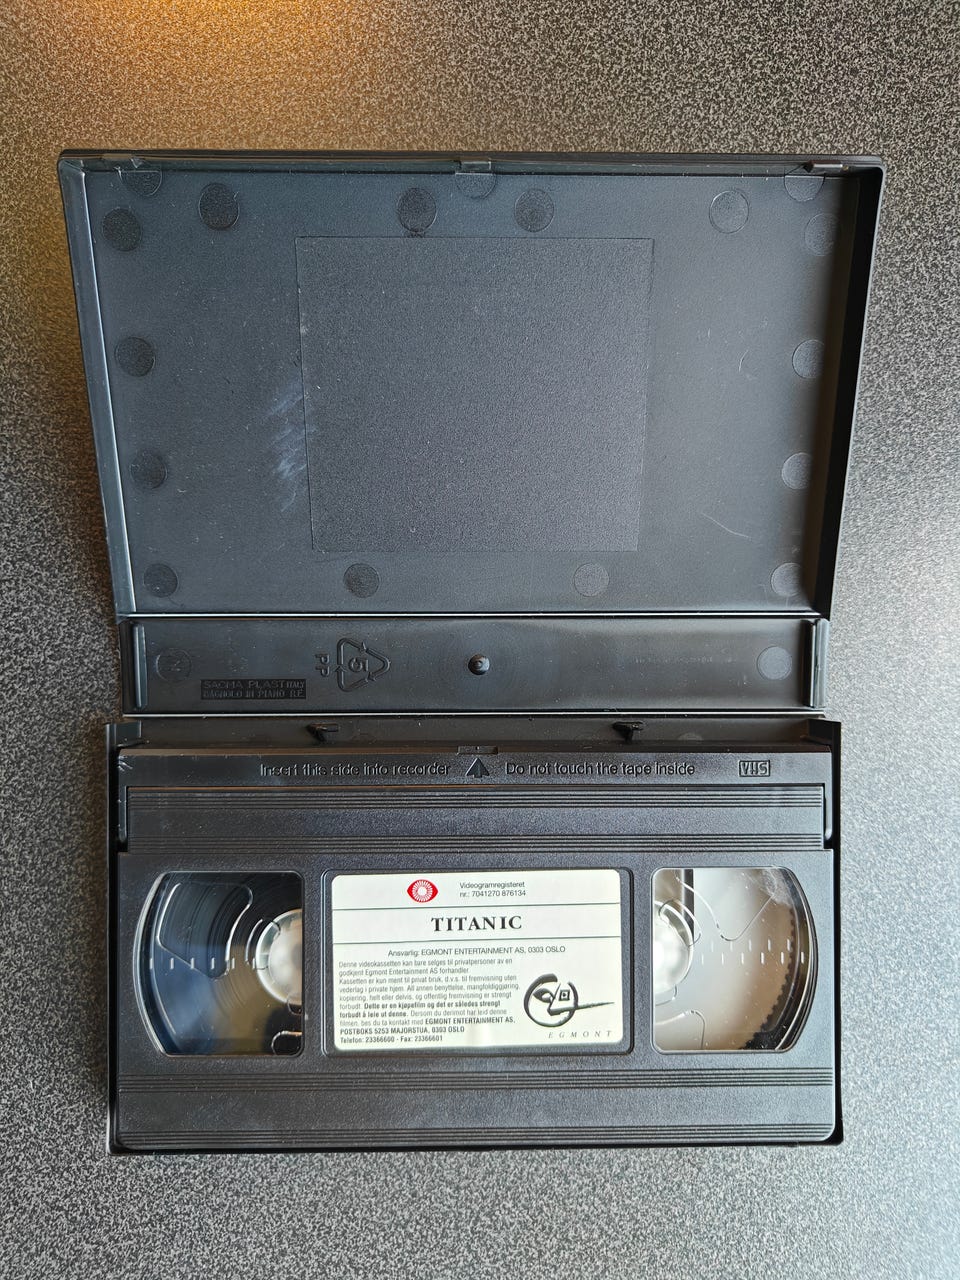 5
PP
SACMA PLAST ITALY
BAGNOLO IN PIANO R.E.
Insert this side into recorder Do not touch the tape inside VHS
Videogramregisteret
nr.: 7041270 876134
TITANIC
Ansvarlig: EGMONT ENTERTAINMENT AS, 0303 OSLO
Denne videokassetten kan bare selges til privatpersoner av en
godkjent Egmont Entertainment AS forhandler.
Kassetten er kun ment til privat bruk, d.v.s. til fremvisning uten
vederlag i private hjem. All annen benyttelse, mangfoldiggjøring,
kopiering, helt eller delvis, og offentlig fremvisning er strengt
forbudt. Dette er en kjøpefilm og det er således strengt
forbudt å leie ut denne. Dersom du derimot har leid denne
filmen, bes du ta kontakt med EGMONT ENTERTAINMENT AS,
POSTBOKS 5253 MAJORSTUA, 0303 OSLO
Telefon: 23366600 - Fax: 23366601
EGMONT